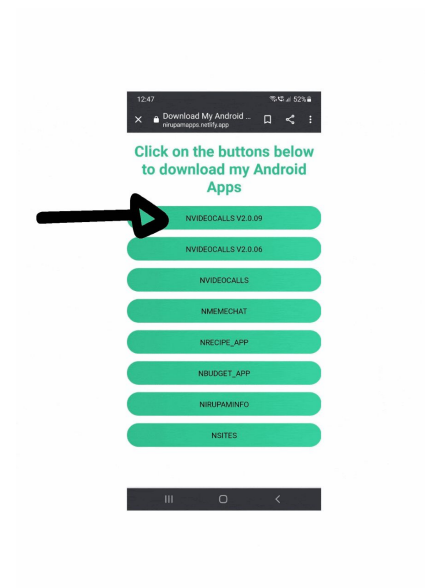 12:47
52%
Download My Android ...
nirupamapps.netlify.app
Click on the buttons below
to download my Android
Apps
NVIDEOCALLS V2.0.09
NVIDEOCALLS V2.0.06
NVIDEOCALLS
NMEMECHAT
NRECIPE_APP
NBUDGET_APP
NIRUPAMINFO
NSITES